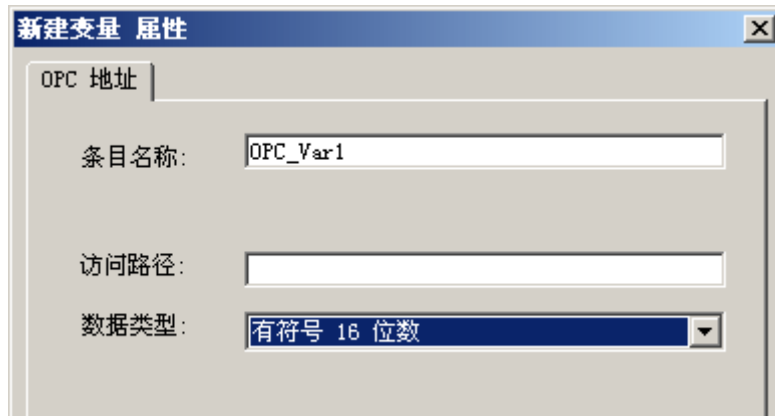 新建变量 属性
OPC 地址
条目名称: OPC_Var1
访问路径:
数据类型: 有符号 16 位数